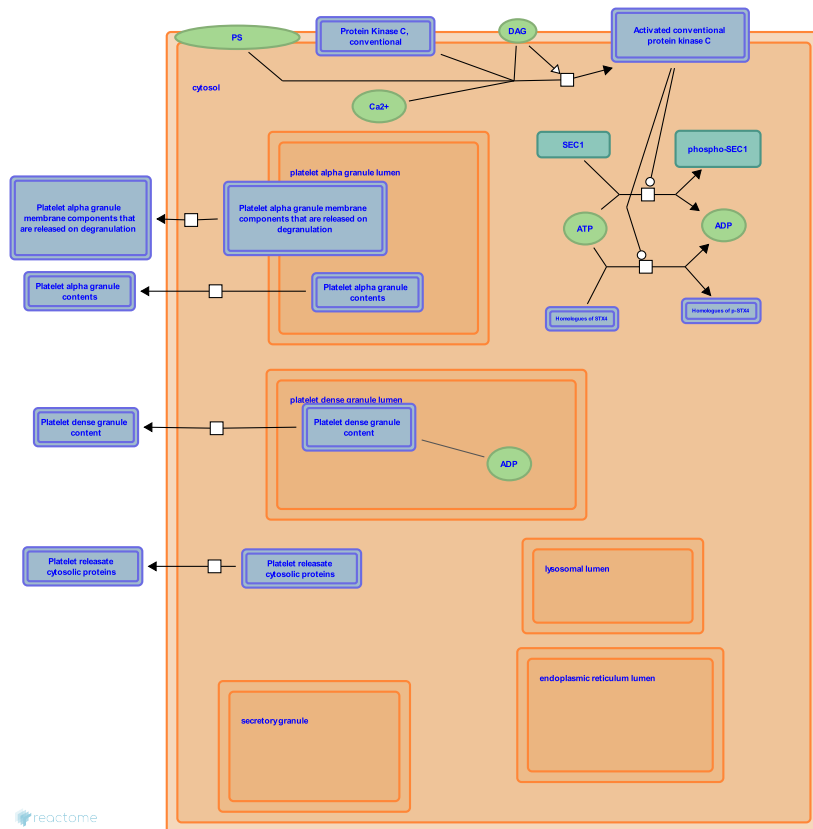 PS
Protein Kinase C,
conventional
DAG
Activated conventional
protein kinase C
cytosol
Ca2+
SEC1
phospho-SEC1
platelet alpha granule lumen
Platelet alpha granule
membrane components that
are released on degranulation
Platelet alpha granule membrane
components that are released on
degranulation
ATP
ADP
Platelet alpha granule
contents
Platelet alpha granule
contents
Homologues of STX4
Homologues of p-STX4
platelet dense granule lumen
Platelet dense granule
content
Platelet dense granule
content
ADP
Platelet releasate
cytosolic proteins
Platelet releasate
cytosolic proteins
lysosomal lumen
endoplasmic reticulum lumen
secretory granule
reactome